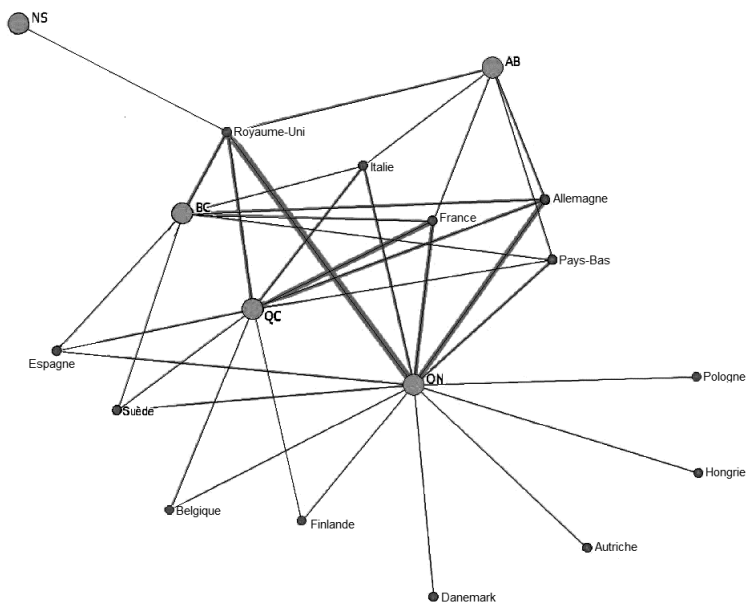 NS
AB
Royaume-Uni
Italie
Allemagne
BC
France
Pays-Bas
QC
Espagne
ON
Pologne
Suède
Hongrie
Belgique
Finlande
Autriche
Danemark